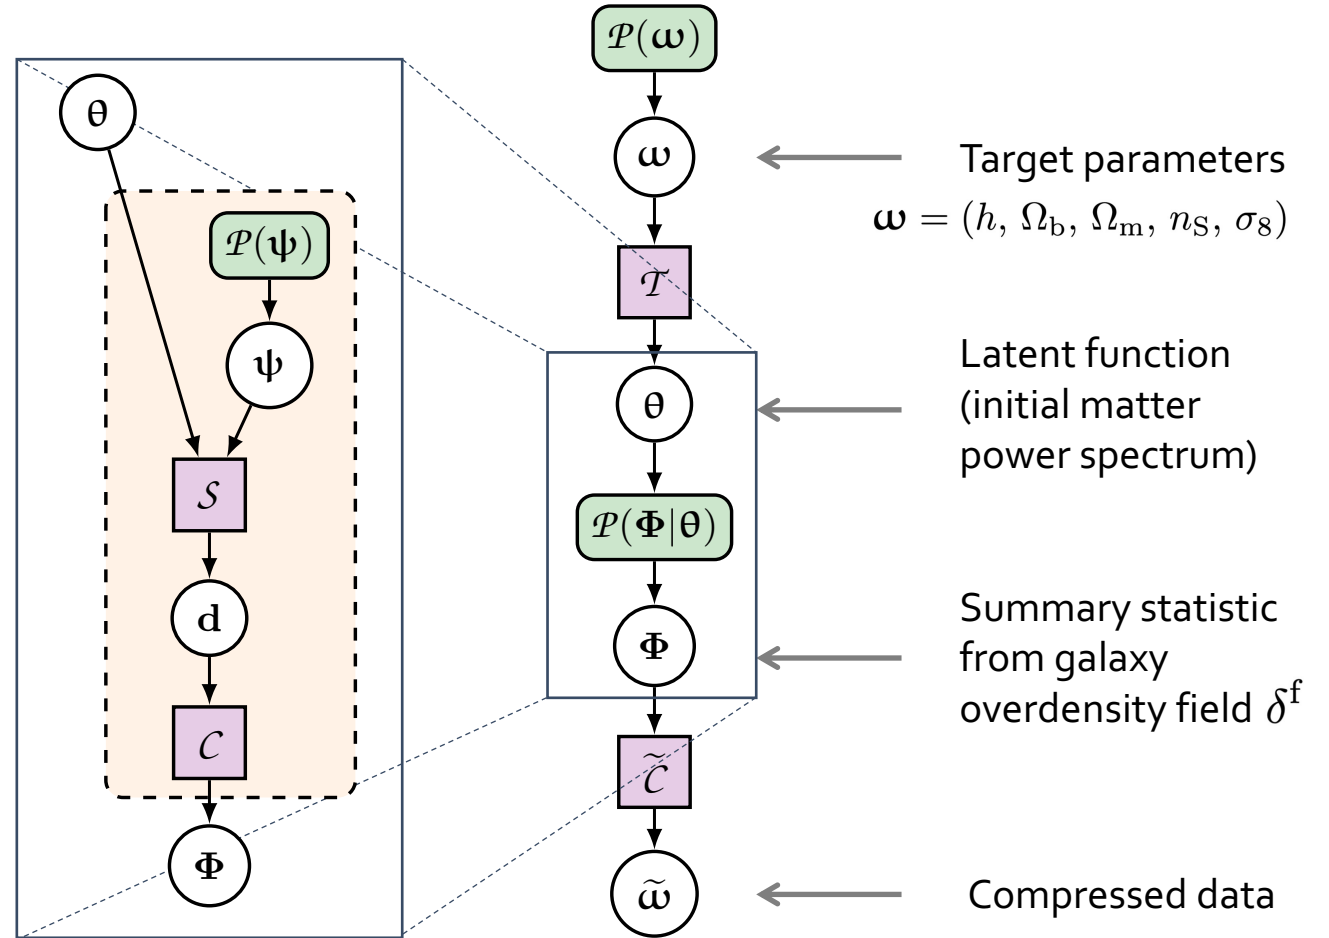 𝒫(ω)
ω
𝒯
θ
𝒫(Φ|θ)
Φ
C̃
ω̃
θ
𝒫(ψ)
ψ
𝒮
d
C
Φ
Target parameters
ω = (h, Ω_b, Ω_m, n_S, σ_8)
Latent function
(initial matter
power spectrum)
Summary statistic
from galaxy
overdensity field δ^f
Compressed data